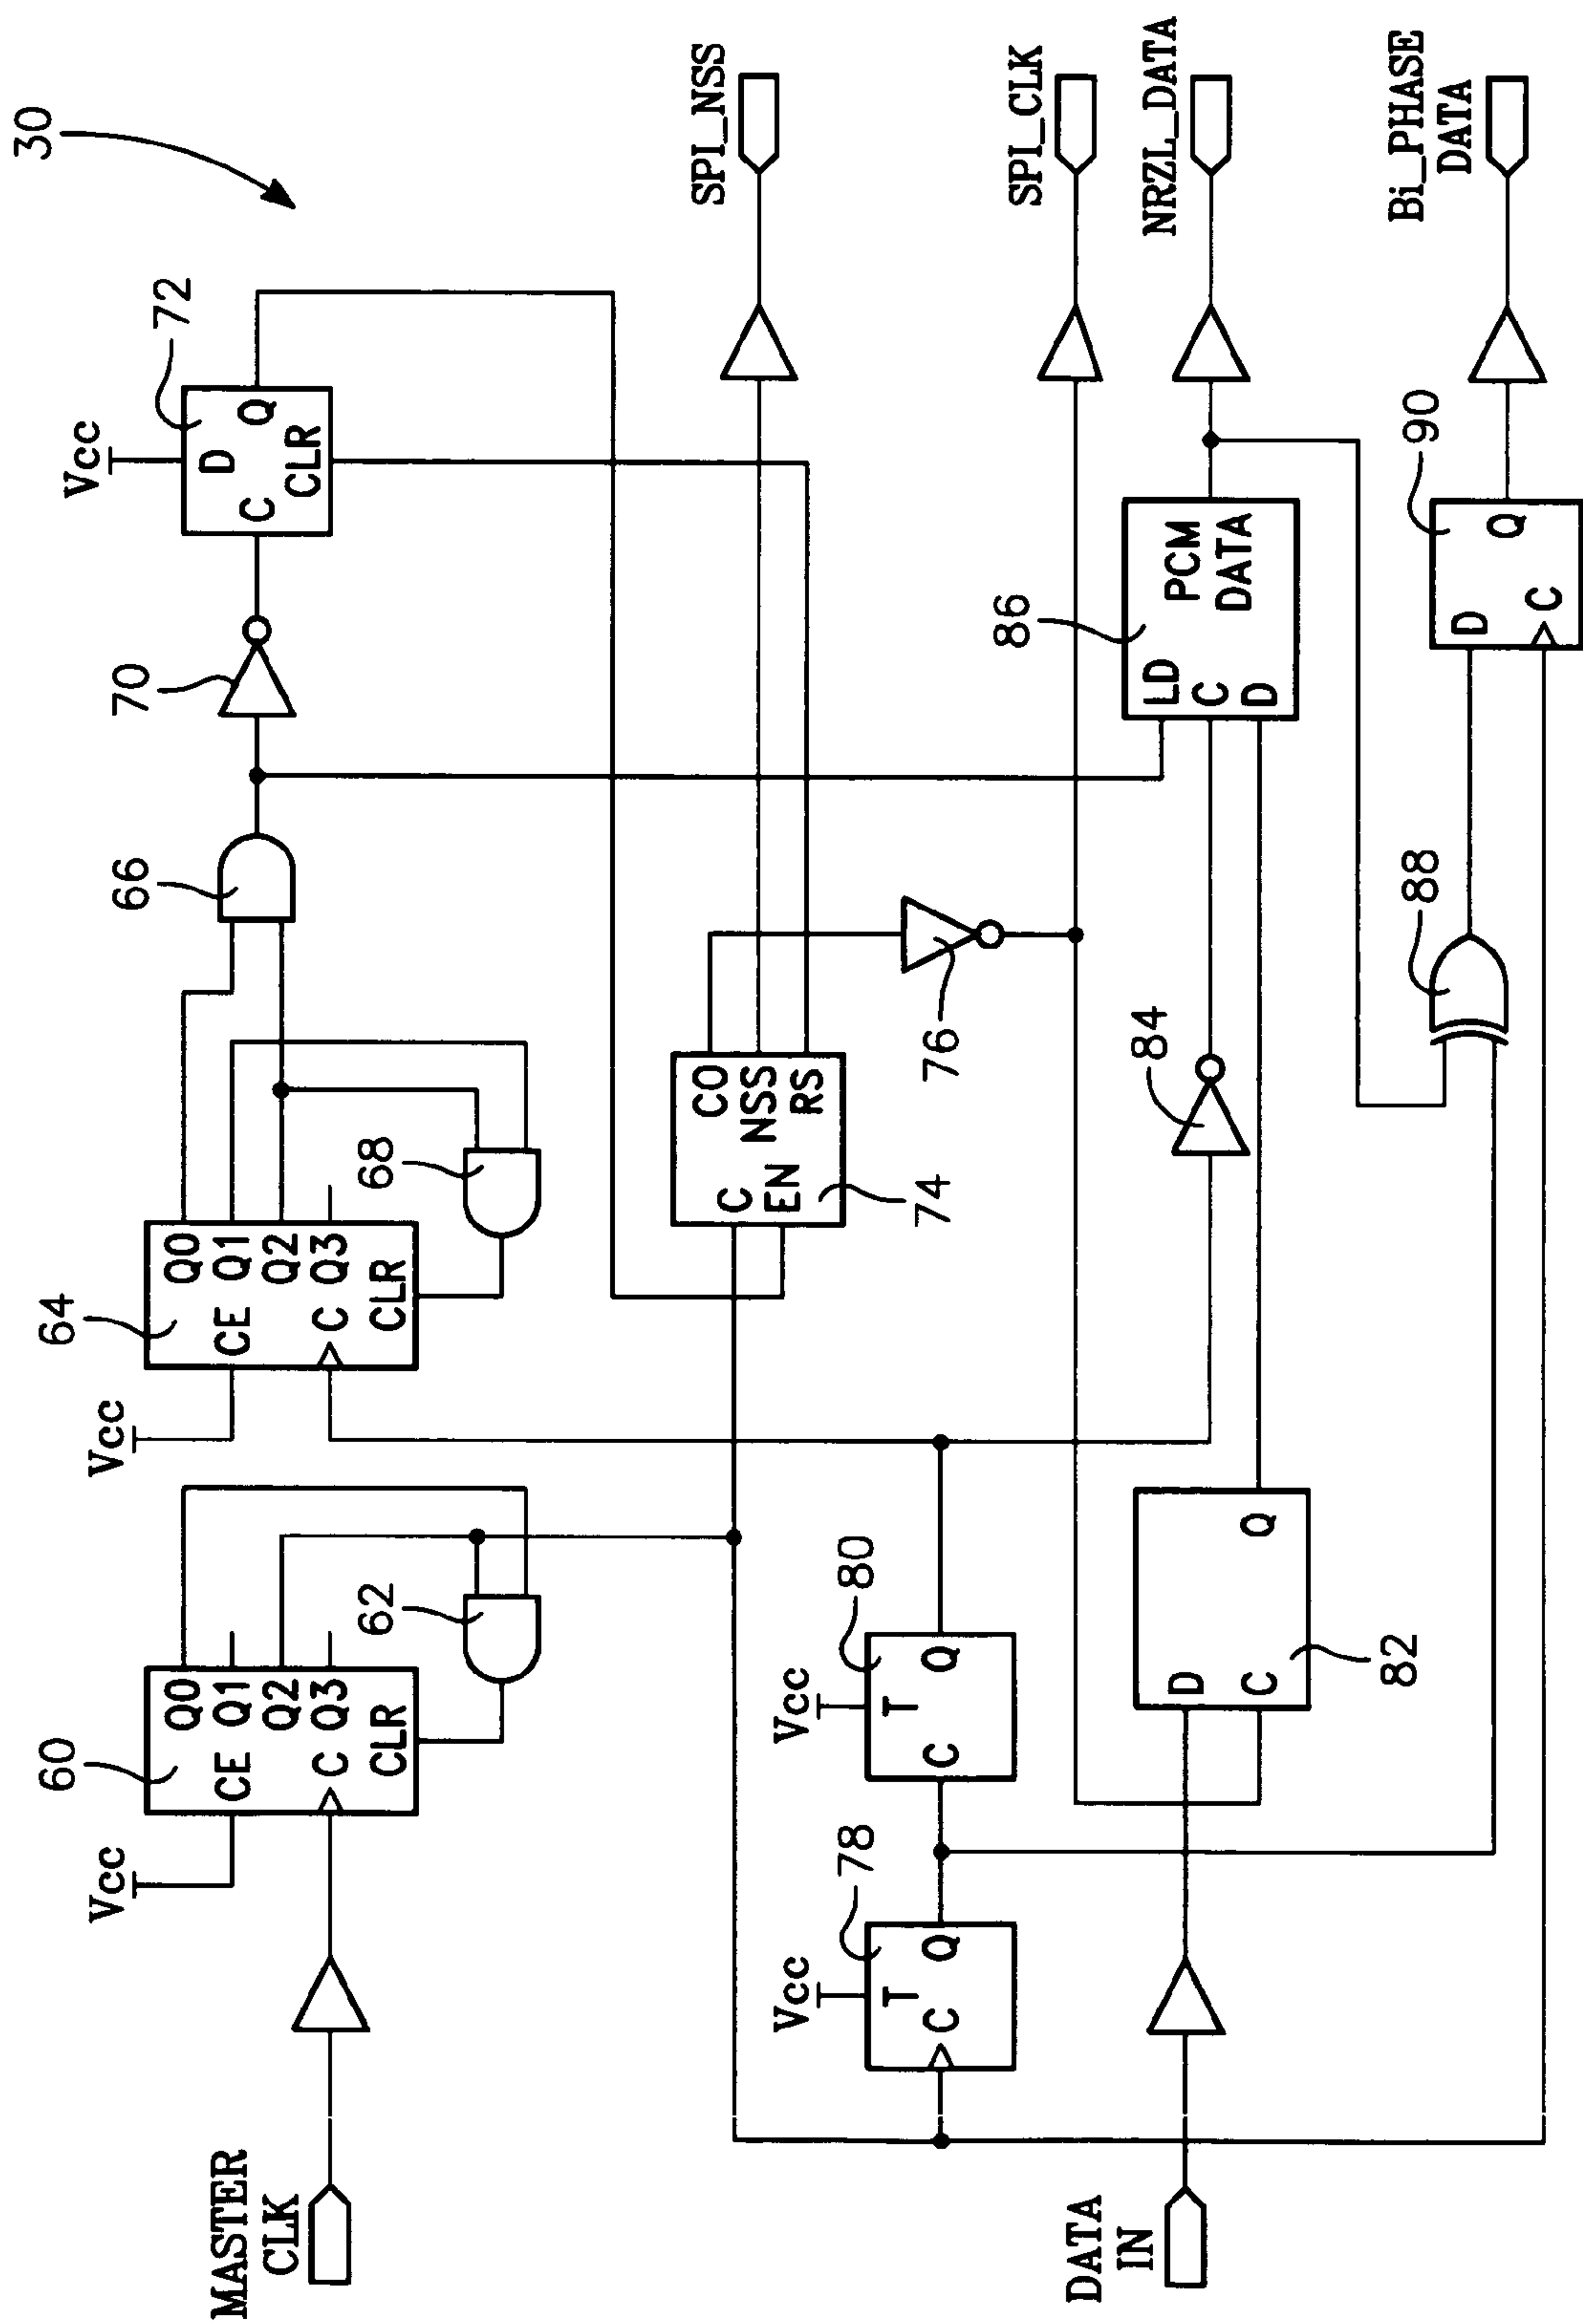 30
MASTER
CLK
Vcc
60
CE
C
Q0
Q1
Q2
Q3
CLR
62
Vcc
64
CE
C
Q0
Q1
Q2
Q3
CLR
68
66
70
Vcc
72
D
C
Q
CLR
74
C
EN
CO
NSS
RS
76
SPI_NSS
SPI_CLK
Vcc
78
T
C
Q
Vcc
80
T
C
Q
84
DATA
IN
82
D
C
Q
86
LD
C
D
PCM
DATA
NRZL_DATA
88
90
D
C
Q
Bi_PHASE
DATA